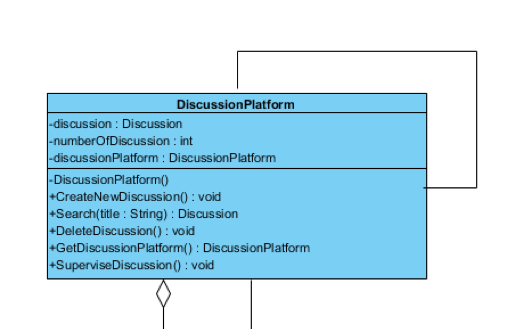 DiscussionPlatform
-discussion : Discussion
-numberOfDiscussion : int
-discussionPlatform : DiscussionPlatform
-DiscussionPlatform()
+CreateNewDiscussion() : void
+Search(title : String) : Discussion
+DeleteDiscussion() : void
+GetDiscussionPlatform() : DiscussionPlatform
+SuperviseDiscussion() : void